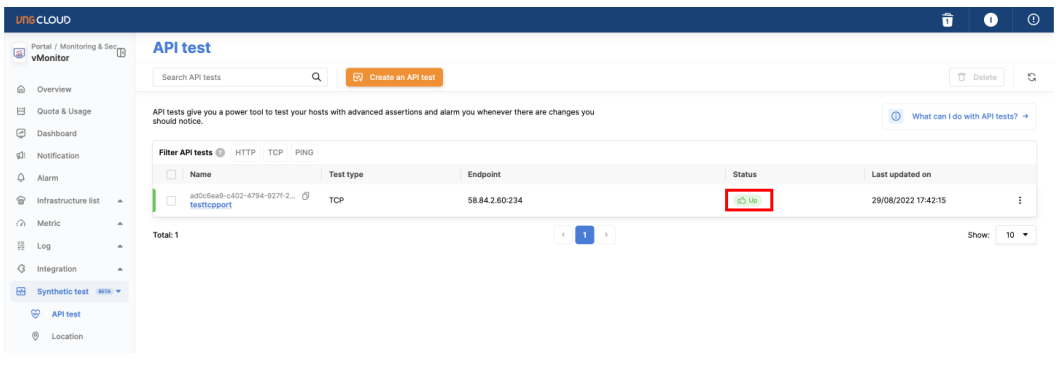 VNG CLOUD
1
I
Portal / Monitoring & Sec
vMonitor
API test
Search API tests
Create an API test
Delete
Overview
Quota & Usage
Dashboard
Notification
Alarm
Infrastructure list
Metric
Log
Integration
Synthetic test BETA
API test
Location
API tests give you a power tool to test your hosts with advanced assertions and alarm you whenever there are changes you
should notice.
What can I do with API tests?
Filter API tests HTTP TCP PING
Name Test type Endpoint Status Last updated on
ad0c6ea9-c402-4794-927f-2...
testtcpport TCP 58.84.2.60:234 Up 29/08/2022 17:42:15
Total: 1 1 Show: 10